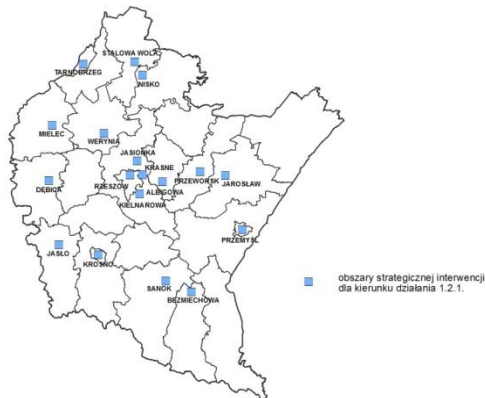 STALOWA WOLA
TARNOBRZEG
NISKO
MIELEC
WERYNIA
JASIONKA
KRASNE
PRZEWORSK
DĘBICA
RZESZÓW
ALBIGOWA
JAROSŁAW
KIELNAROWA
PRZEMYŚL
JASŁO
KROSNO
obszary strategicznej interwencji
dla kierunku działania 1.2.1.
SANOK
BEZMIECHOWA